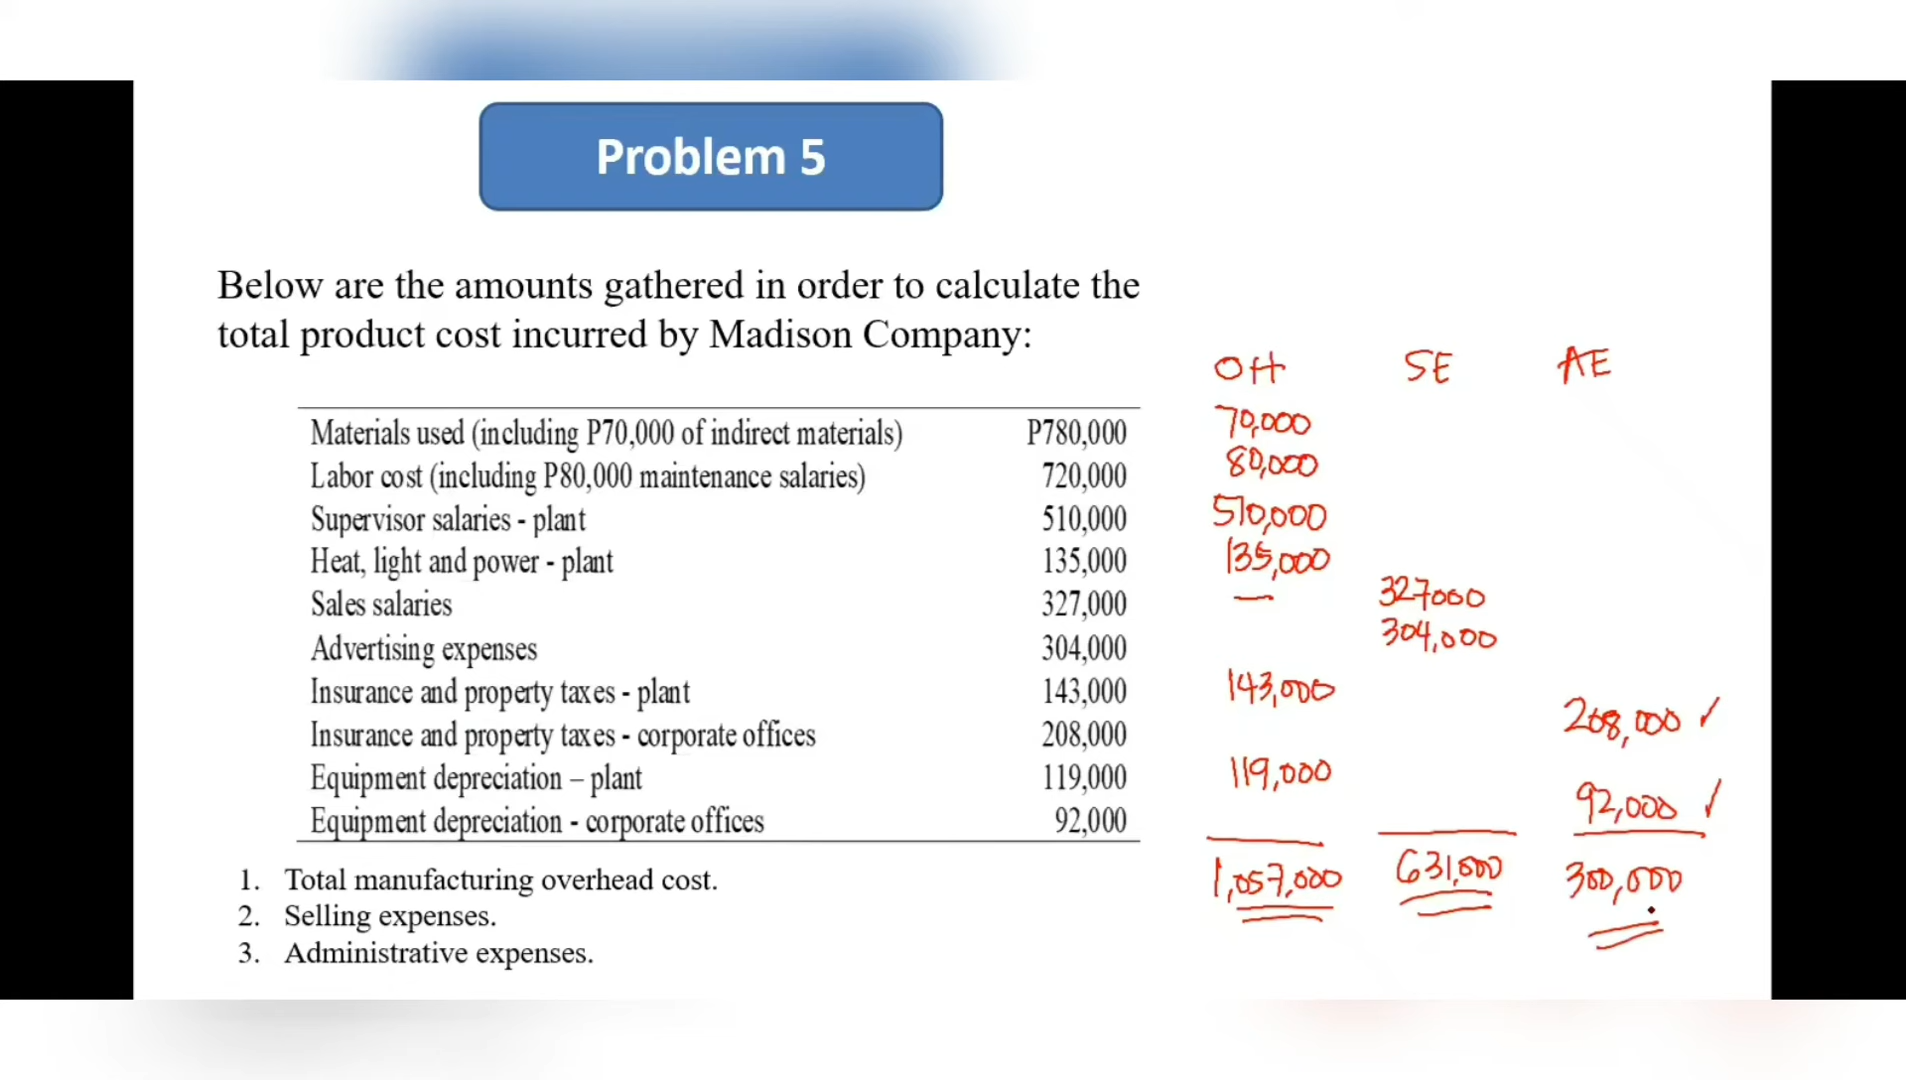 Problem 5
Below are the amounts gathered in order to calculate the
total product cost incurred by Madison Company:
OH SE AE
Materials used (including P70,000 of indirect materials) P780,000 70,000
Labor cost (including P80,000 maintenance salaries) 720,000 80,000
Supervisor salaries - plant 510,000 510,000
Heat, light and power - plant 135,000 135,000
Sales salaries 327,000 327000
Advertising expenses 304,000 304,000
Insurance and property taxes - plant 143,000 143,000
Insurance and property taxes - corporate offices 208,000 208,000 ✓
Equipment depreciation – plant 119,000 119,000
Equipment depreciation - corporate offices 92,000 92,000 ✓
1,057,000 631,000 300,000
1. Total manufacturing overhead cost.
2. Selling expenses.
3. Administrative expenses.